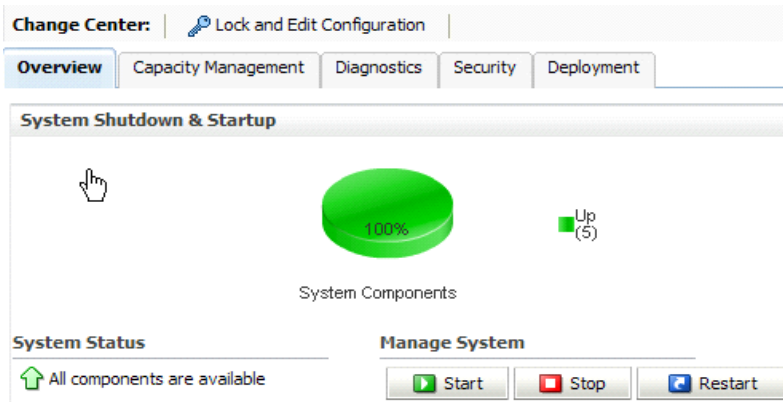 Change Center: Lock and Edit Configuration
Overview Capacity Management Diagnostics Security Deployment
System Shutdown & Startup
100%
Up
(5)
System Components
System Status Manage System
All components are available Start Stop Restart